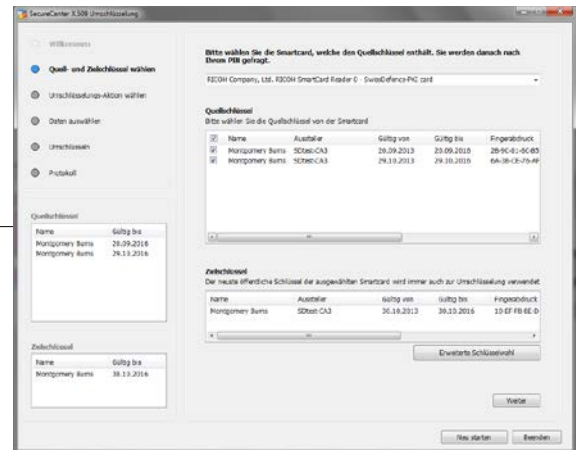 SecureCenter X.509 Umschlüsselung
Willkommen
Quell- und Zielschlüssel wählen
Umschlüsselungs-Aktion wählen
Daten auswählen
Umschlüsseln
Protokoll
Quellschlüssel
Name Gültig bis
Montgomery Burns 20.09.2016
Montgomery Burns 29.10.2016
Zielschlüssel
Name Gültig bis
Montgomery Burns 30.10.2016
Bitte wählen Sie die Smartcard, welche den Quellschlüssel enthält. Sie werden danach nach
Ihrem PIN gefragt.
RICOH Company, Ltd. RICOH SmartCard Reader 0 - SwissDefence-PKI card
Quellschlüssel
Bitte wählen Sie die Quellschlüssel von der Smartcard
Name Aussteller Gültig von Gültig bis Fingerabdruck
Montgomery Burns SDtest-CA3 20.09.2013 20.09.2016
Montgomery Burns SDtest-CA3 29.10.2013 29.10.2016
Zielschlüssel
Der neuste öffentliche Schlüssel der ausgewählten Smartcard wird immer auch zur Umschlüsselung verwendet
Name Aussteller Gültig von Gültig bis Fingerabdruck
Montgomery Burns SDtest-CA3 30.10.2013 30.10.2016
Erweiterte Schlüsselwahl
Weiter
Neu starten Beenden